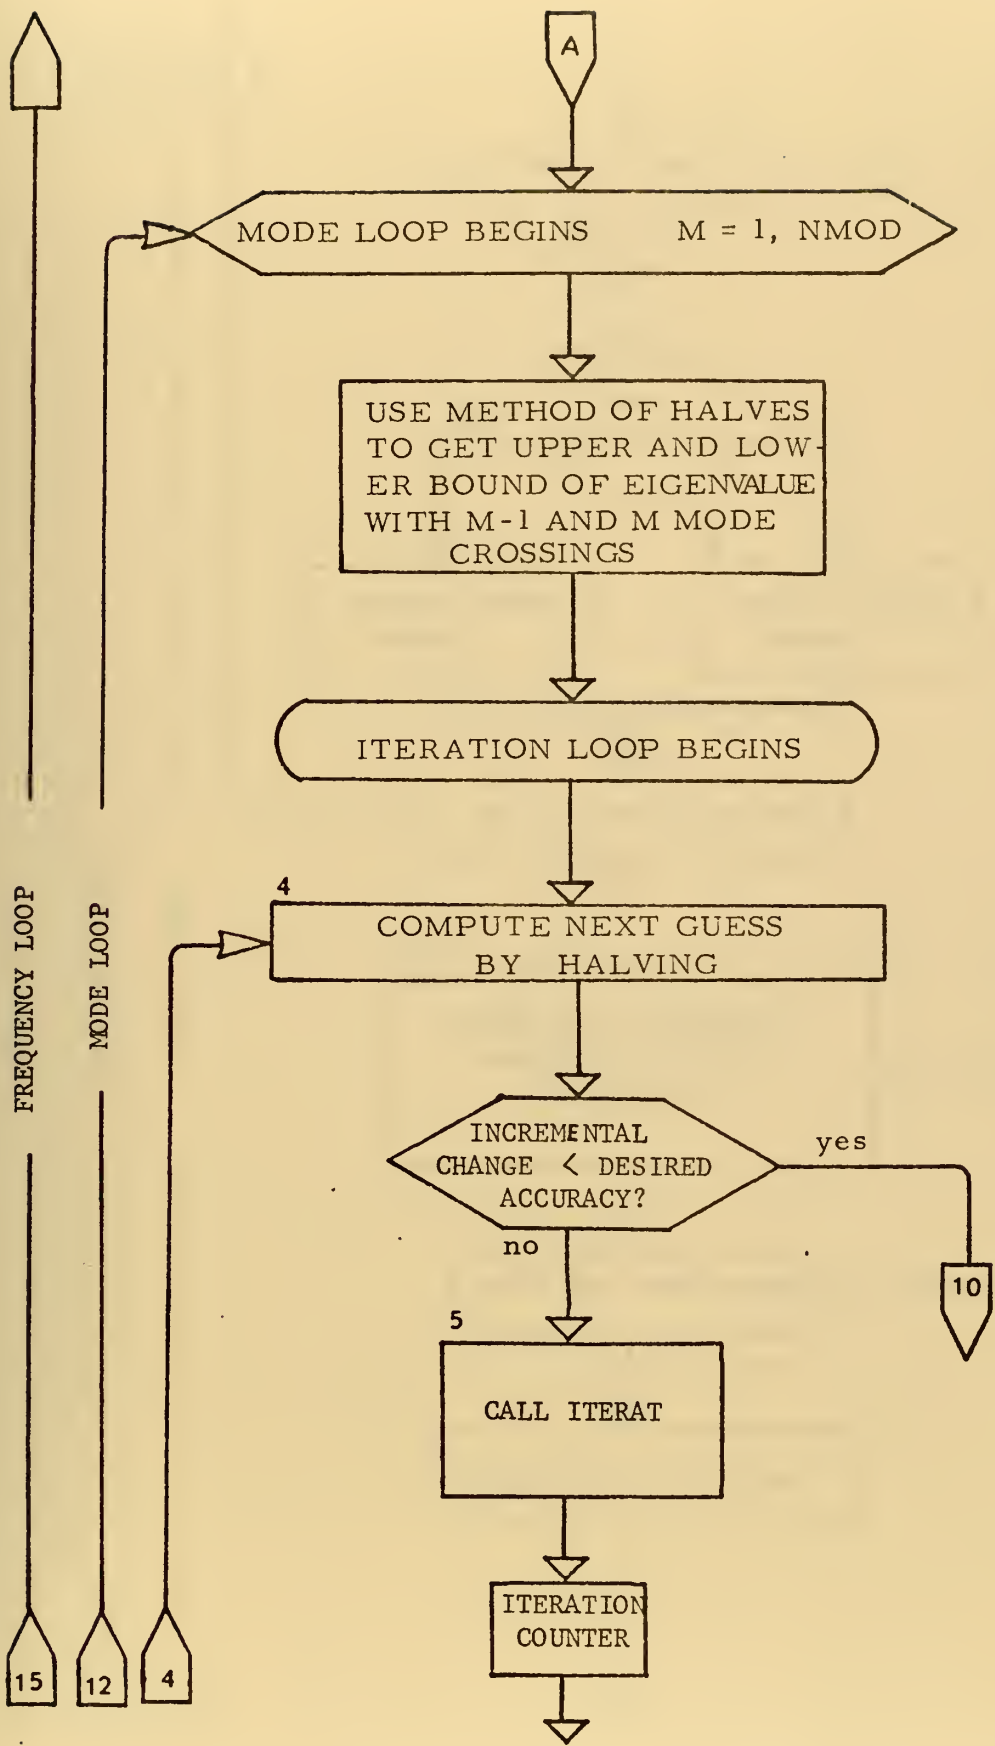 A
MODE LOOP BEGINS M = 1, NMOD
USE METHOD OF HALVES
TO GET UPPER AND LOW-
ER BOUND OF EIGENVALUE
WITH M-1 AND M MODE
CROSSINGS
ITERATION LOOP BEGINS
4
COMPUTE NEXT GUESS
BY HALVING
FREQUENCY LOOP
MODE LOOP
INCREMENTAL
CHANGE < DESIRED
ACCURACY?
yes
no
10
5
CALL ITERAT
ITERATION
COUNTER
15
12
4